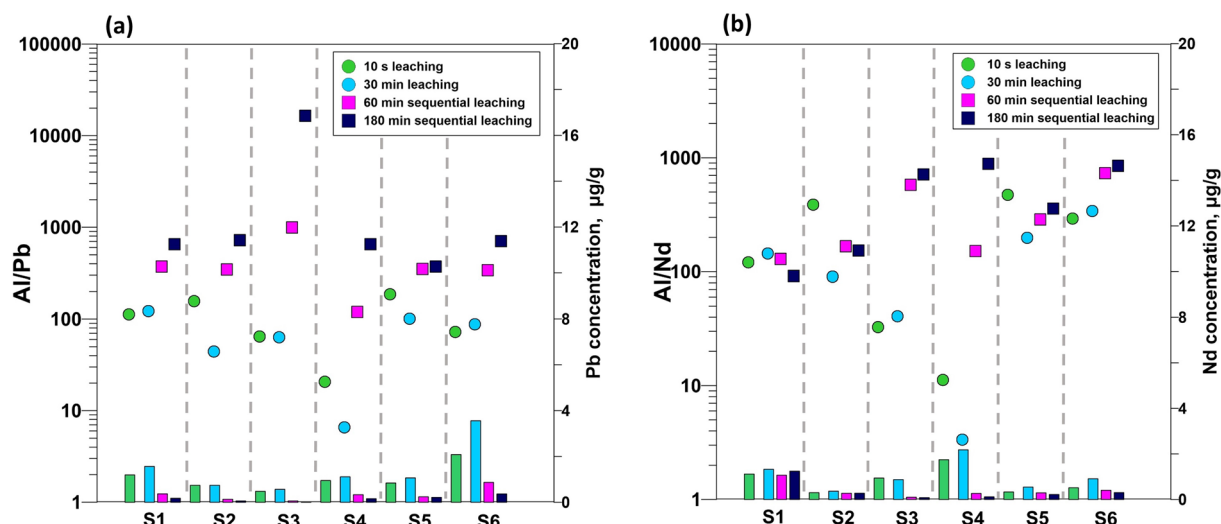 (a)
100000
10000
1000
100
10
1
Al/Pb
10 s leaching
30 min leaching
60 min sequential leaching
180 min sequential leaching
20
16
12
8
4
0
Pb concentration, µg/g
S1 S2 S3 S4 S5 S6
(b)
10000
1000
100
10
1
Al/Nd
10 s leaching
30 min leaching
60 min sequential leaching
180 min sequential leaching
20
16
12
8
4
0
Nd concentration, µg/g
S1 S2 S3 S4 S5 S6